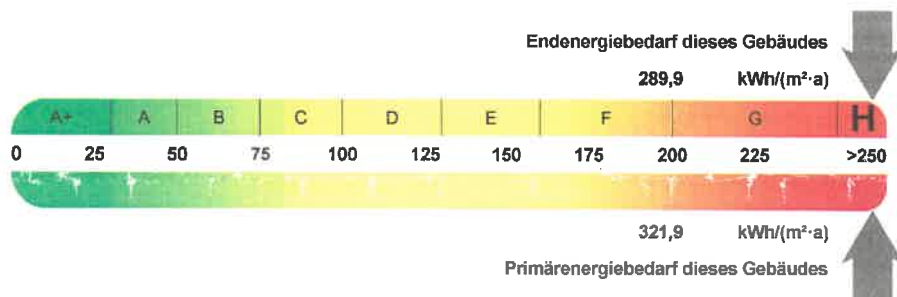 Endenergiebedarf dieses Gebäudes
289,9 kWh/(m²·a)
A+ A B C D E F G H
0 25 50 75 100 125 150 175 200 225 >250
321,9 kWh/(m²·a)
Primärenergiebedarf dieses Gebäudes